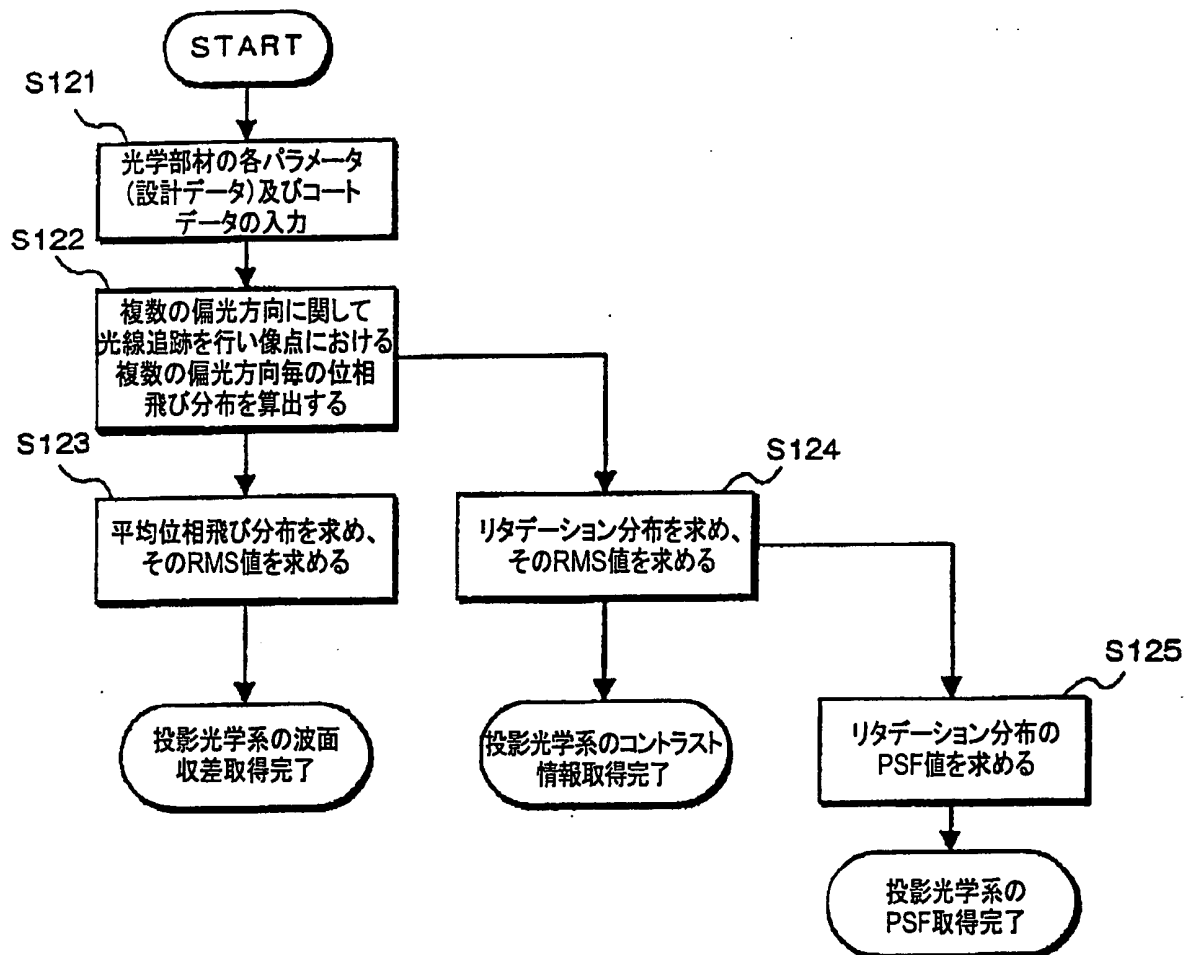 START
S121
光学部材の各パラメータ
(設計データ)及びコート
データの入力
S122
複数の偏光方向に関して
光線追跡を行い像点における
複数の偏光方向毎の位相
飛び分布を算出する
S123
平均位相飛び分布を求め、
そのRMS値を求める
S124
リタデーション分布を求め、
そのRMS値を求める
S125
リタデーション分布の
PSF値を求める
投影光学系の波面
収差取得完了
投影光学系のコントラスト
情報取得完了
投影光学系の
PSF取得完了